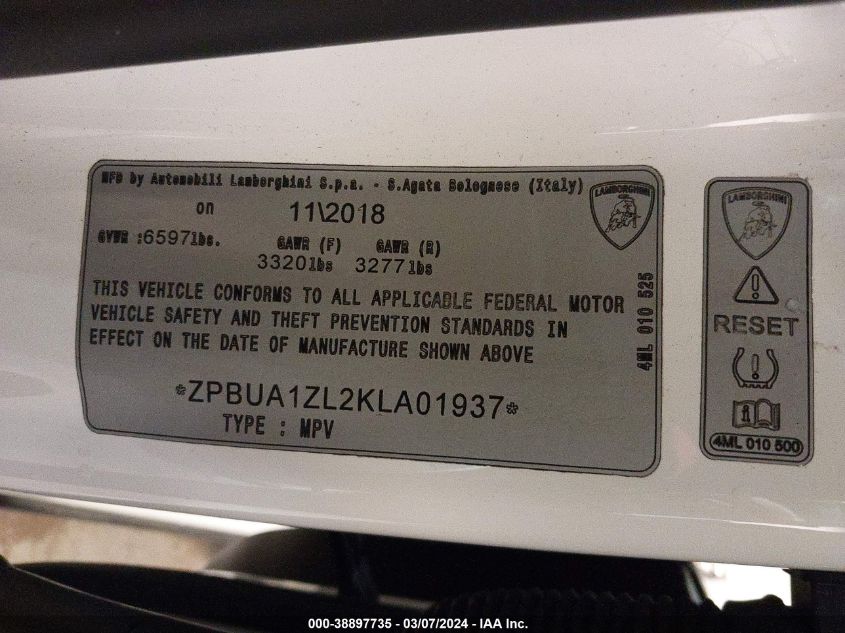 MFD by Automobili Lamborghini S.p.a. - S.Agata Bolognese (Italy)
on 11\2018
GVWR :6597lbs. GAWR (F) GAWR (R)
3320lbs 3277lbs
THIS VEHICLE CONFORMS TO ALL APPLICABLE FEDERAL MOTOR
VEHICLE SAFETY AND THEFT PREVENTION STANDARDS IN
EFFECT ON THE DATE OF MANUFACTURE SHOWN ABOVE
*ZPBUA1ZL2KLA01937*
TYPE : MPV
LAMBORGHINI
4ML 010 525
LAMBORGHINI
RESET
4ML 010 500
000-38897735 - 03/07/2024 - IAA Inc.